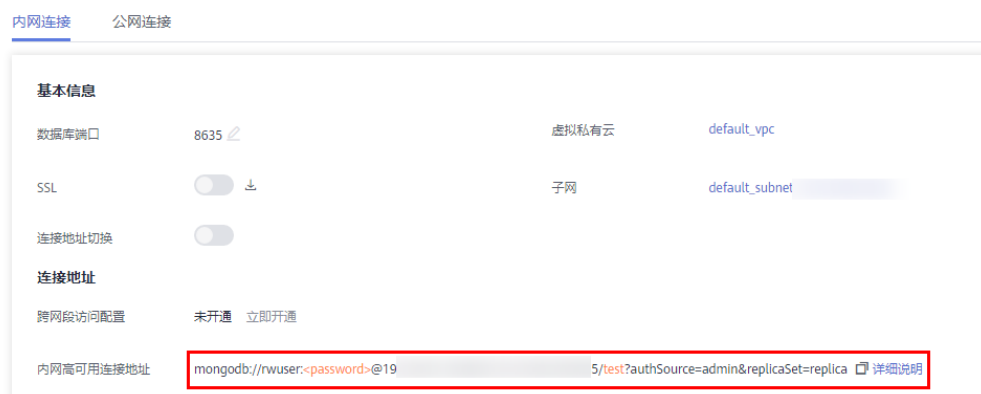 内网连接 公网连接
基本信息
数据库端口 8635 虚拟私有云 default_vpc
SSL 子网 default_subnet
连接地址切换
连接地址
跨网段访问配置 未开通 立即开通
内网高可用连接地址 mongodb://rwuser:<password>@19 5/test?authSource=admin&replicaSet=replica 详细说明